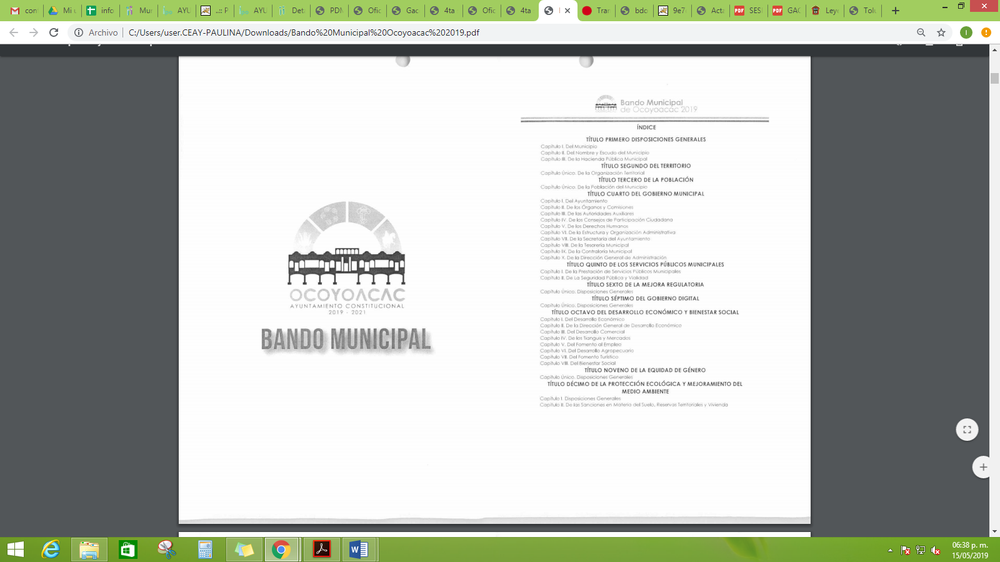 con
Mi u
info
Mur
AYU
..:: P
AYU
Det
PDM
Ofic
Gac
4ta
Ofic
4ta
Trar
bdo
9e7
Acta
SESI
GAC
Leye
Tolu
Archivo
C:/Users/user.CEAY-PAULINA/Downloads/Bando%20Municipal%20Ocoyoacac%202019.pdf
OCOYOACAC
AYUNTAMIENTO CONSTITUCIONAL
2019 - 2021
BANDO MUNICIPAL
Bando Municipal
de Ocoyoacac 2019
ÍNDICE
TÍTULO PRIMERO DISPOSICIONES GENERALES
Capítulo I. Del Municipio
Capítulo II. Del Nombre y Escudo del Municipio
Capítulo III. De la Hacienda Pública Municipal
TÍTULO SEGUNDO DEL TERRITORIO
Capítulo Único. De la Organización Territorial
TÍTULO TERCERO DE LA POBLACIÓN
Capítulo Único. De la Población del Municipio
TÍTULO CUARTO DEL GOBIERNO MUNICIPAL
Capítulo I. Del Ayuntamiento
Capítulo II. De los Órganos y Comisiones
Capítulo III. De las Autoridades Auxiliares
Capítulo IV. De los Consejos de Participación Ciudadana
Capítulo V. De los Derechos Humanos
Capítulo VI. De la Estructura y Organización Administrativa
Capítulo VII. De la Secretaría del Ayuntamiento
Capítulo VIII. De la Tesorería Municipal
Capítulo IX. De la Contraloría Municipal
Capítulo X. De la Dirección General de Administración
TÍTULO QUINTO DE LOS SERVICIOS PÚBLICOS MUNICIPALES
Capítulo I. De la Prestación de Servicios Públicos Municipales
Capítulo II. De La Seguridad Pública y Vialidad
TÍTULO SEXTO DE LA MEJORA REGULATORIA
Capítulo Único. Disposiciones Generales
TÍTULO SÉPTIMO DEL GOBIERNO DIGITAL
Capítulo Único. Disposiciones Generales
TÍTULO OCTAVO DEL DESARROLLO ECONÓMICO Y BIENESTAR SOCIAL
Capítulo I. Del Desarrollo Económico
Capítulo II. De la Dirección General de Desarrollo Económico
Capítulo III. Del Desarrollo Comercial
Capítulo IV. De los Tianguis y Mercados
Capítulo V. Del Fomento al Empleo
Capítulo VI. Del Desarrollo Agropecuario
Capítulo VII. Del Fomento Turístico
Capítulo VIII. Del Bienestar Social
TÍTULO NOVENO DE LA EQUIDAD DE GÉNERO
Capítulo Único. Disposiciones Generales
TÍTULO DÉCIMO DE LA PROTECCIÓN ECOLÓGICA Y MEJORAMIENTO DEL
MEDIO AMBIENTE
Capítulo I. Disposiciones Generales
Capítulo II. De las Sanciones en Materia del Suelo, Reservas Territoriales y Vivienda
06:38 p. m.
15/05/2019